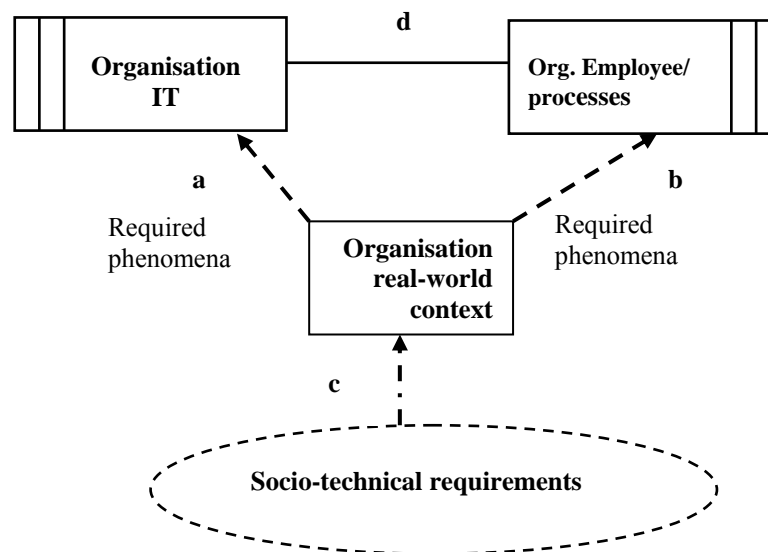 d
Organisation
IT
Org. Employee/
processes
a
b
Required
phenomena
Required
phenomena
Organisation
real-world
context
c
Socio-technical requirements